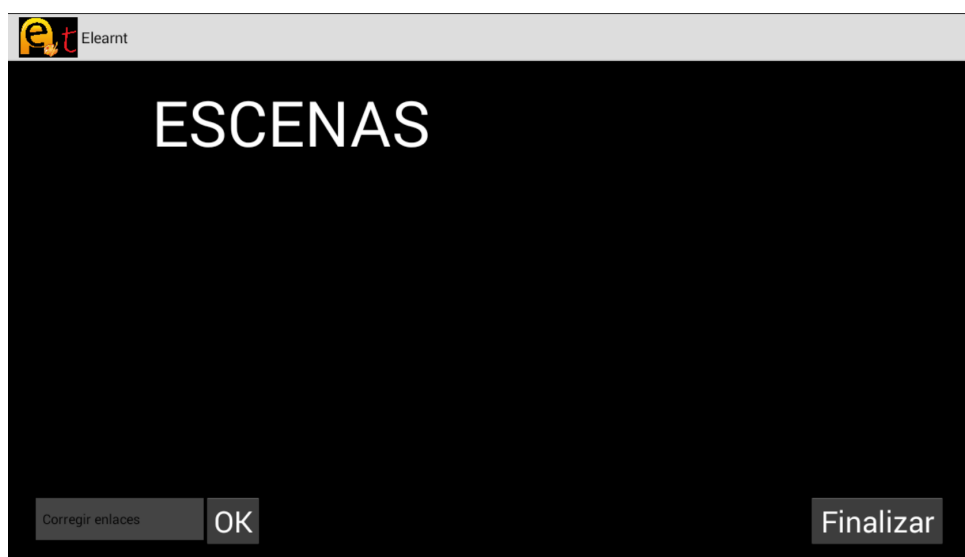 Elearnt
ESCENAS
Corregir enlaces
OK
Finalizar